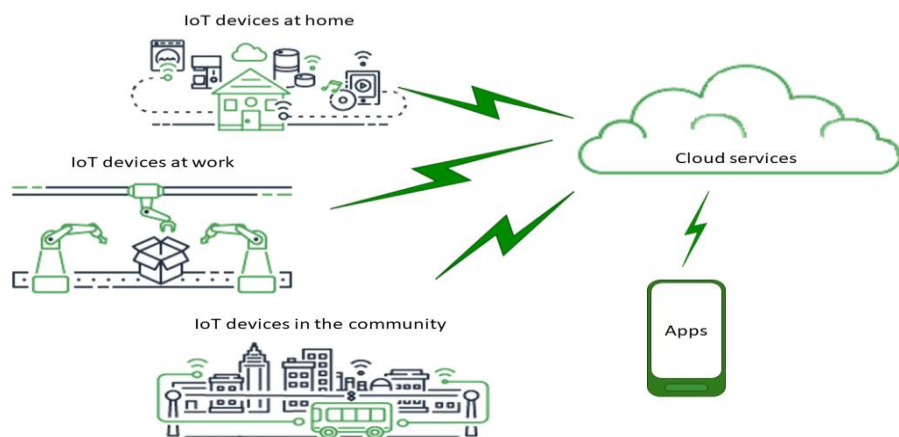 IoT devices at home
IoT devices at work
Cloud services
IoT devices in the community
Apps